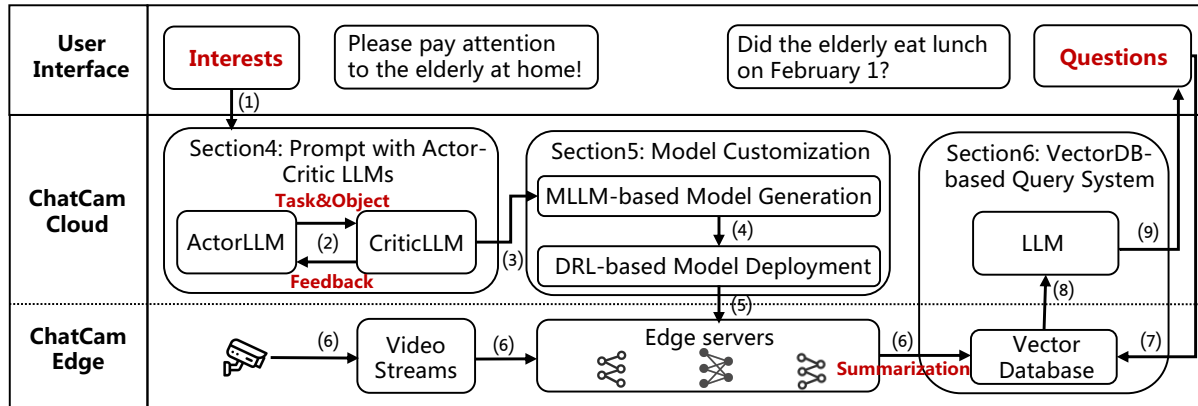 User
Interface
Interests
Please pay attention
to the elderly at home!
Did the elderly eat lunch
on February 1?
Questions
(1)
ChatCam
Cloud
Section4: Prompt with Actor-
Critic LLMs
Task&Object
ActorLLM
(2)
CriticLLM
Feedback
(3)
Section5: Model Customization
MLLM-based Model Generation
(4)
DRL-based Model Deployment
(5)
Section6: VectorDB-
based Query System
LLM
(9)
(8)
ChatCam
Edge
(6)
Video
Streams
(6)
Edge servers
(6)
Summarization
Vector
Database
(7)